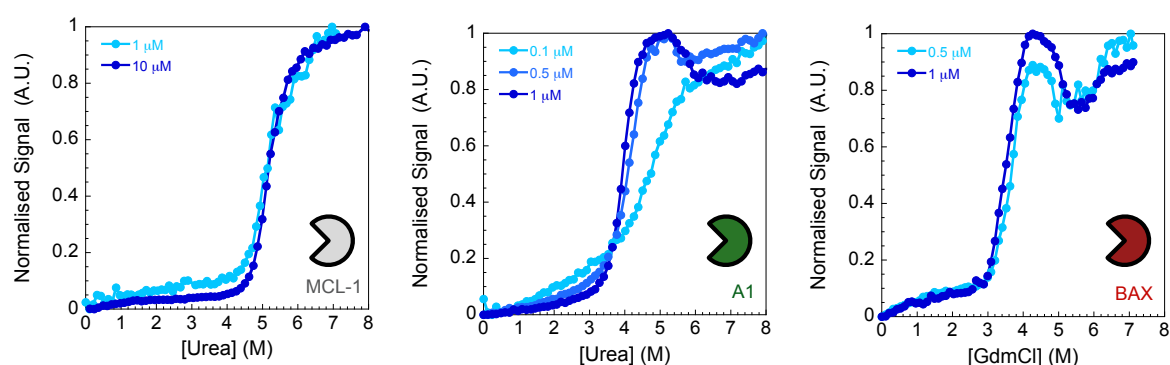 Normalised Signal (A.U.)
1
0.8
0.6
0.4
0.2
0
1 μM
10 μM
MCL-1
0 1 2 3 4 5 6 7 8
[Urea] (M)
Normalised Signal (A.U.)
1
0.8
0.6
0.4
0.2
0
0.1 μM
0.5 μM
1 μM
A1
0 1 2 3 4 5 6 7 8
[Urea] (M)
Normalised Signal (A.U.)
1
0.8
0.6
0.4
0.2
0
0.5 μM
1 μM
BAX
0 1 2 3 4 5 6 7 8
[GdmCl] (M)